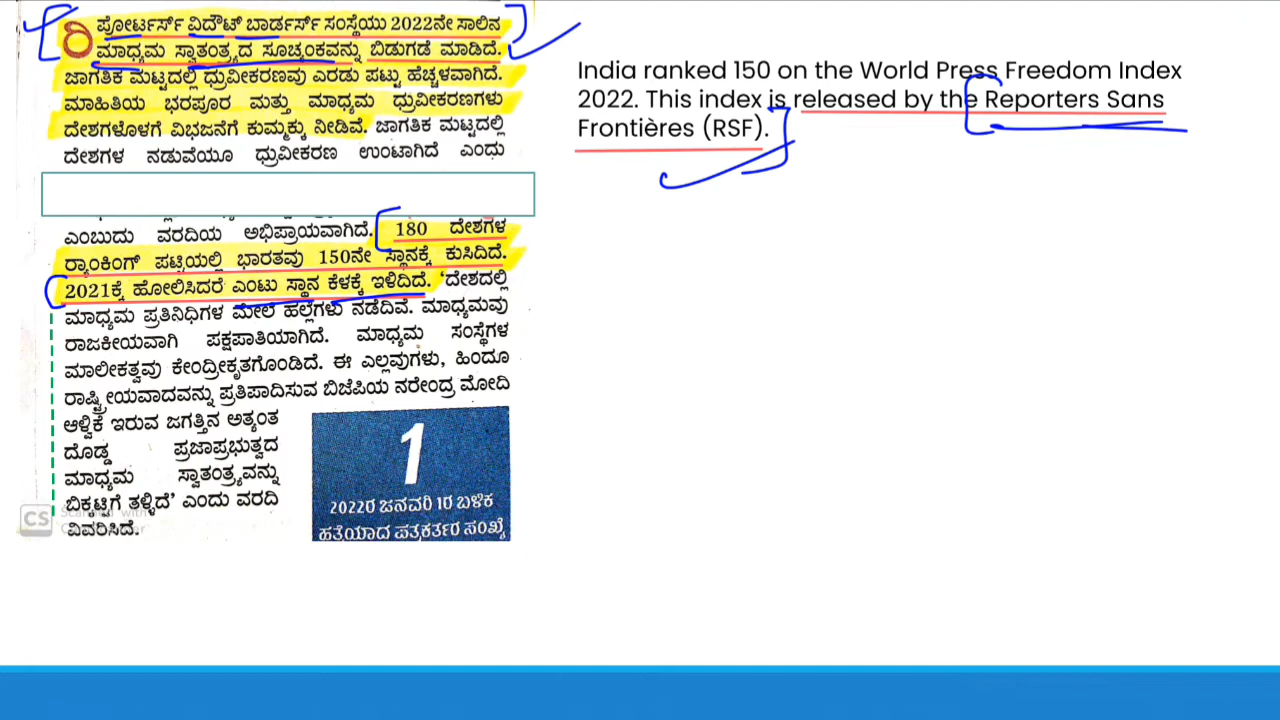 ರಿಪೋರ್ಟರ್ಸ್ ವಿದೌಟ್ ಬಾರ್ಡರ್ಸ್ ಸಂಸ್ಥೆಯು 2022ನೇ ಸಾಲಿನ
ಮಾಧ್ಯಮ ಸ್ವಾತಂತ್ರ್ಯದ ಸೂಚ್ಯಂಕವನ್ನು ಬಿಡುಗಡೆ ಮಾಡಿದೆ.
ಜಾಗತಿಕ ಮಟ್ಟದಲ್ಲಿ ಧ್ರುವೀಕರಣವು ಎರಡು ಪಟ್ಟು ಹೆಚ್ಚಳವಾಗಿದೆ.
ಮಾಹಿತಿಯ ಭರಪೂರ ಮತ್ತು ಮಾಧ್ಯಮ ಧ್ರುವೀಕರಣಗಳು
ದೇಶಗಳೊಳಗೆ ವಿಭಜನೆಗೆ ಕುಮ್ಮಕ್ಕು ನೀಡಿವೆ. ಜಾಗತಿಕ ಮಟ್ಟದಲ್ಲಿ
ದೇಶಗಳ ನಡುವೆಯೂ ಧ್ರುವೀಕರಣ ಉಂಟಾಗಿದೆ ಎಂದು
ಎಂಬುದು ವರದಿಯ ಅಭಿಪ್ರಾಯವಾಗಿದೆ. 180 ದೇಶಗಳ
ರ‍್ಯಾಂಕಿಂಗ್ ಪಟ್ಟಿಯಲ್ಲಿ ಭಾರತವು 150ನೇ ಸ್ಥಾನಕ್ಕೆ ಕುಸಿದಿದೆ.
2021ಕ್ಕೆ ಹೋಲಿಸಿದರೆ ಎಂಟು ಸ್ಥಾನ ಕೆಳಕ್ಕೆ ಇಳಿದಿದೆ. ‘ದೇಶದಲ್ಲಿ
ಮಾಧ್ಯಮ ಪ್ರತಿನಿಧಿಗಳ ಮೇಲೆ ಹಲ್ಲೆಗಳು ನಡೆದಿವೆ. ಮಾಧ್ಯಮವು
ರಾಜಕೀಯವಾಗಿ ಪಕ್ಷಪಾತಿಯಾಗಿದೆ. ಮಾಧ್ಯಮ ಸಂಸ್ಥೆಗಳ
ಮಾಲೀಕತ್ವವು ಕೇಂದ್ರೀಕೃತಗೊಂಡಿದೆ. ಈ ಎಲ್ಲವುಗಳು, ಹಿಂದೂ
ರಾಷ್ಟ್ರೀಯವಾದವನ್ನು ಪ್ರತಿಪಾದಿಸುವ ಬಿಜೆಪಿಯ ನರೇಂದ್ರ ಮೋದಿ
ಆಳ್ವಿಕೆ ಇರುವ ಜಗತ್ತಿನ ಅತ್ಯಂತ
ದೊಡ್ಡ ಪ್ರಜಾಪ್ರಭುತ್ವದ
ಮಾಧ್ಯಮ ಸ್ವಾತಂತ್ರ್ಯವನ್ನು
ಬಿಕ್ಕಟ್ಟಿಗೆ ತಳ್ಳಿದೆ’ ಎಂದು ವರದಿ
ವಿವರಿಸಿದೆ.
1
2022ರ ಜನವರಿ 1ರ ಬಳಿಕ
ಹತ್ಯೆಯಾದ ಪತ್ರಕರ್ತರ ಸಂಖ್ಯೆ
CS
India ranked 150 on the World Press Freedom Index
2022. This index is released by the Reporters Sans
Frontières (RSF).